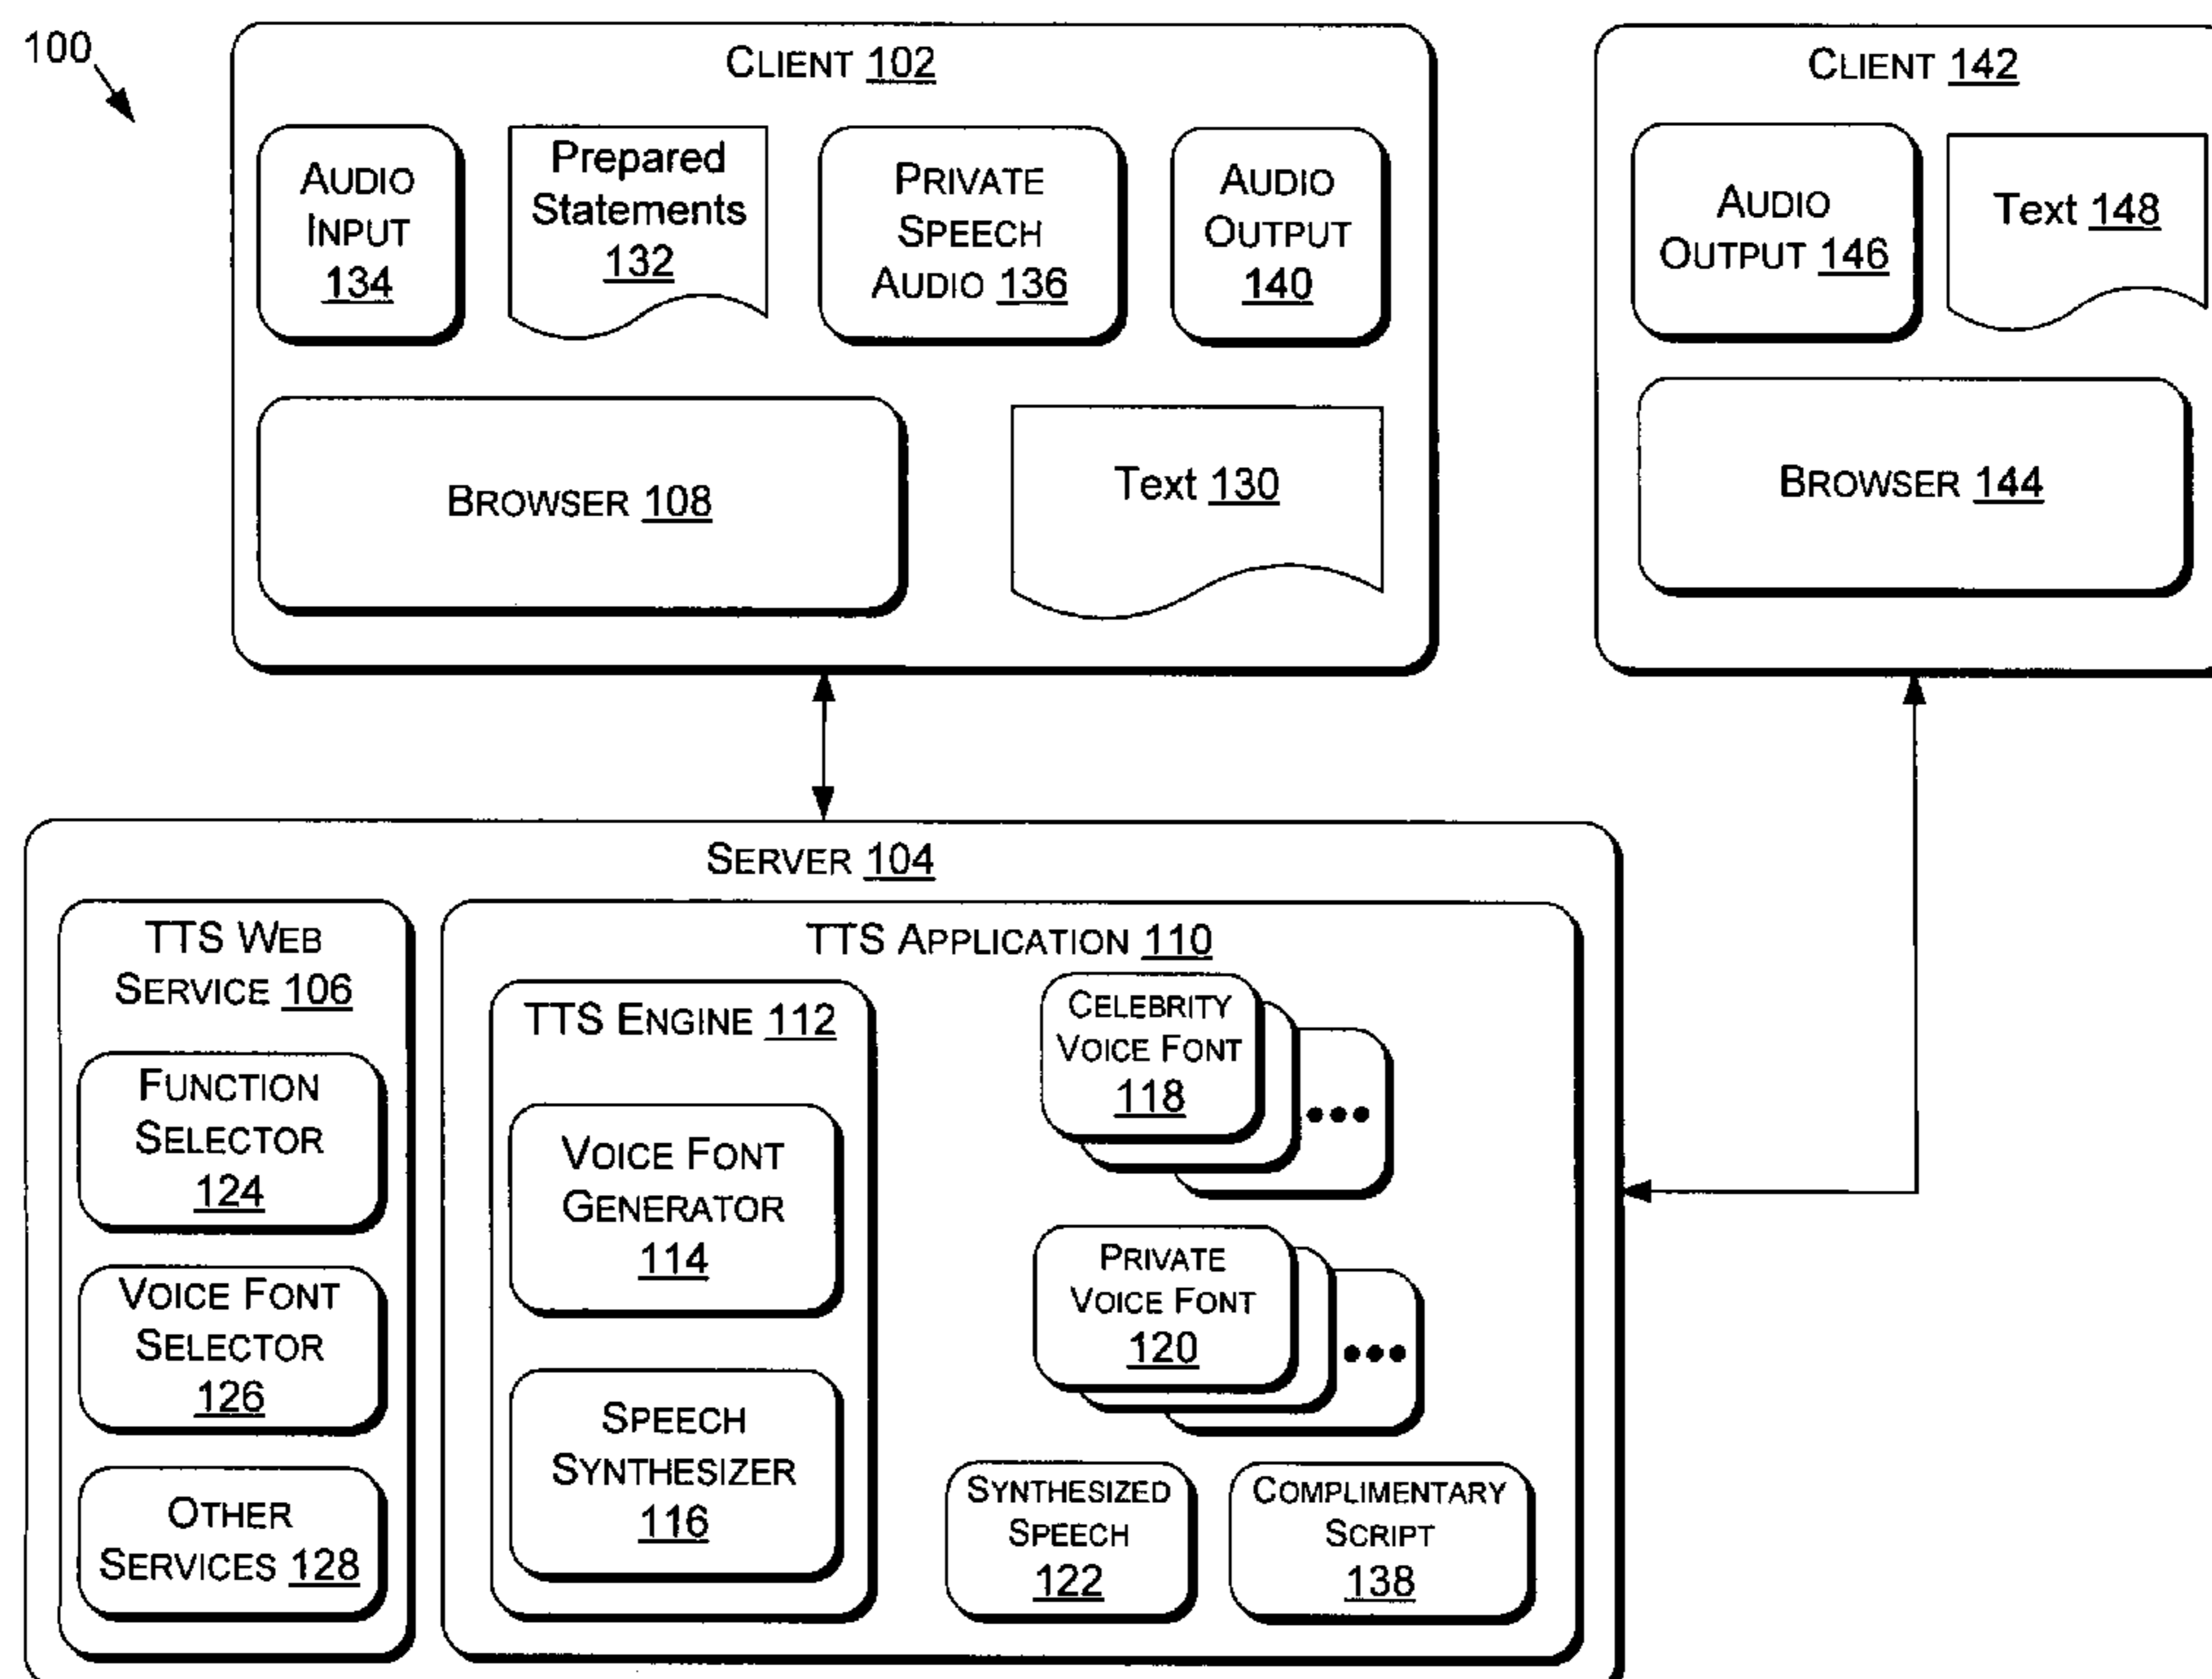 100
CLIENT 102
AUDIO
INPUT
134
Prepared
Statements
132
PRIVATE
SPEECH
AUDIO 136
AUDIO
OUTPUT
140
BROWSER 108
Text 130
CLIENT 142
AUDIO
OUTPUT 146
Text 148
BROWSER 144
SERVER 104
TTS WEB
SERVICE 106
FUNCTION
SELECTOR
124
VOICE FONT
SELECTOR
126
OTHER
SERVICES 128
TTS APPLICATION 110
TTS ENGINE 112
VOICE FONT
GENERATOR
114
SPEECH
SYNTHESIZER
116
CELEBRITY
VOICE FONT
118
PRIVATE
VOICE FONT
120
SYNTHESIZED
SPEECH
122
COMPLIMENTARY
SCRIPT
138